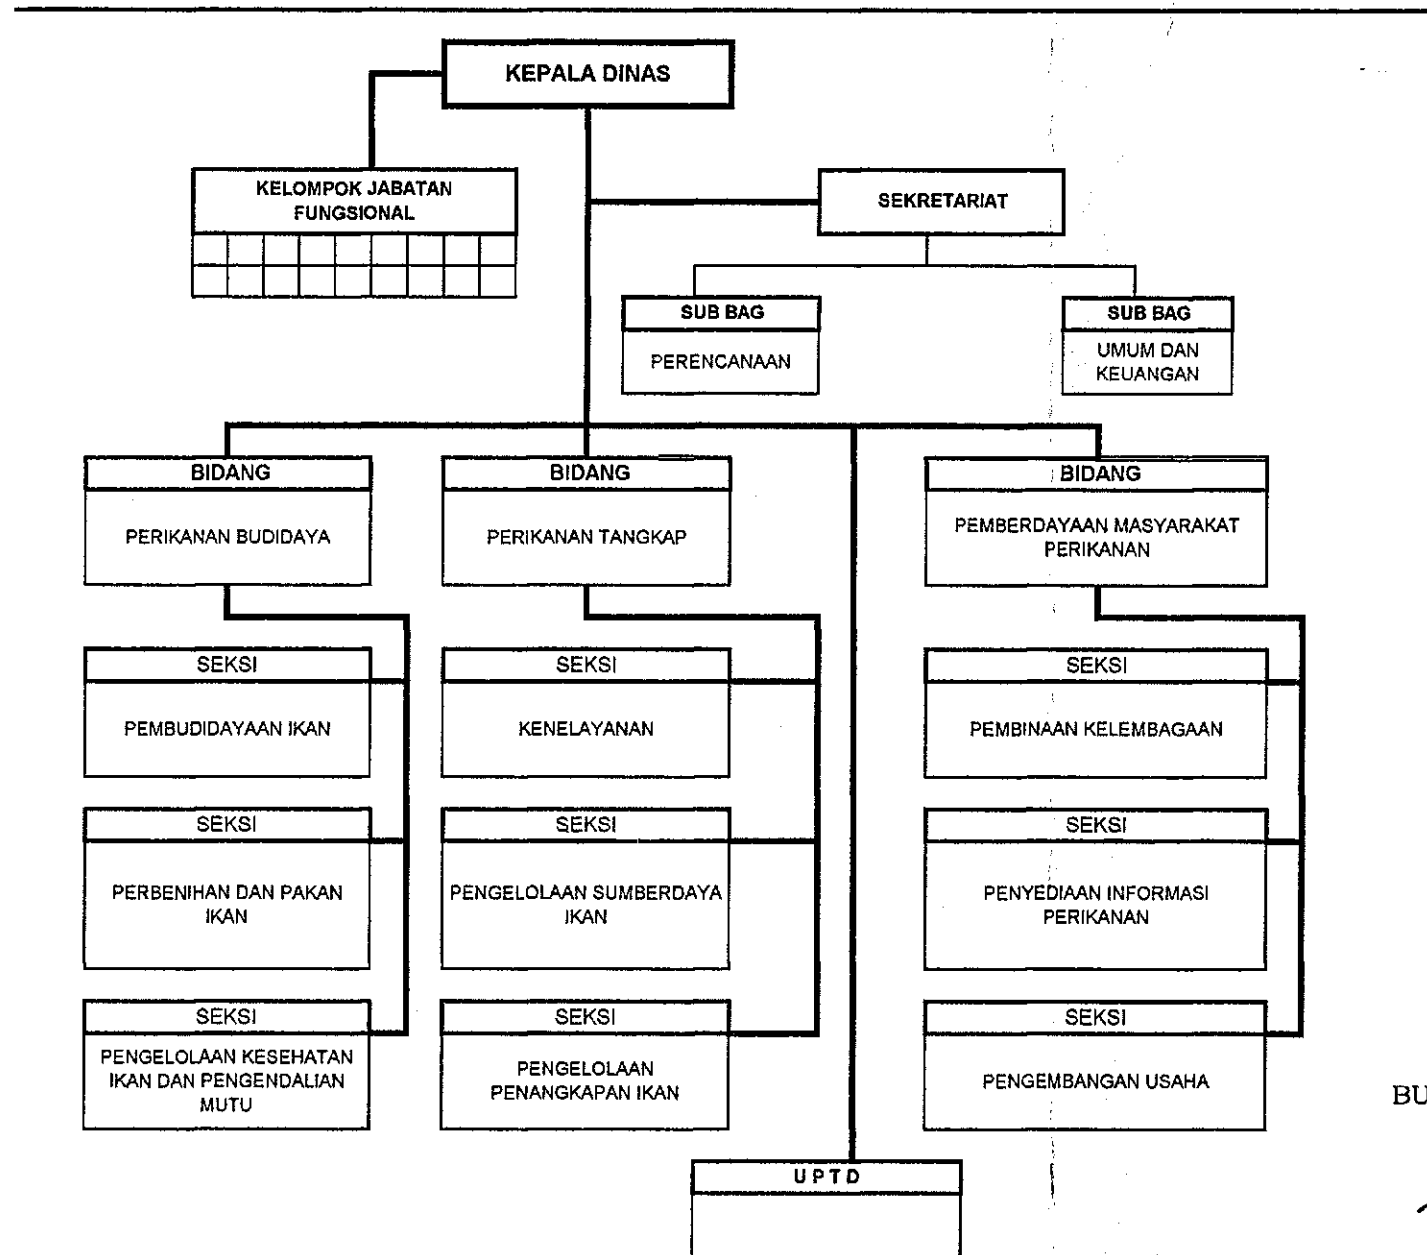 KEPALA DINAS
KELOMPOK JABATAN
FUNGSIONAL
SEKRETARIAT
SUB BAG
PERENCANAAN
SUB BAG
UMUM DAN
KEUANGAN
BIDANG
PERIKANAN BUDIDAYA
BIDANG
PERIKANAN TANGKAP
BIDANG
PEMBERDAYAAN MASYARAKAT
PERIKANAN
SEKSI
PEMBUDIDAYAAN IKAN
SEKSI
KENELAYANAN
SEKSI
PEMBINAAN KELEMBAGAAN
SEKSI
PERBENIHAN DAN PAKAN
IKAN
SEKSI
PENGELOLAAN SUMBERDAYA
IKAN
SEKSI
PENYEDIAAN INFORMASI
PERIKANAN
SEKSI
PENGELOLAAN KESEHATAN
IKAN DAN PENGENDALIAN
MUTU
SEKSI
PENGELOLAAN
PENANGKAPAN IKAN
SEKSI
PENGEMBANGAN USAHA
BU
U P T D